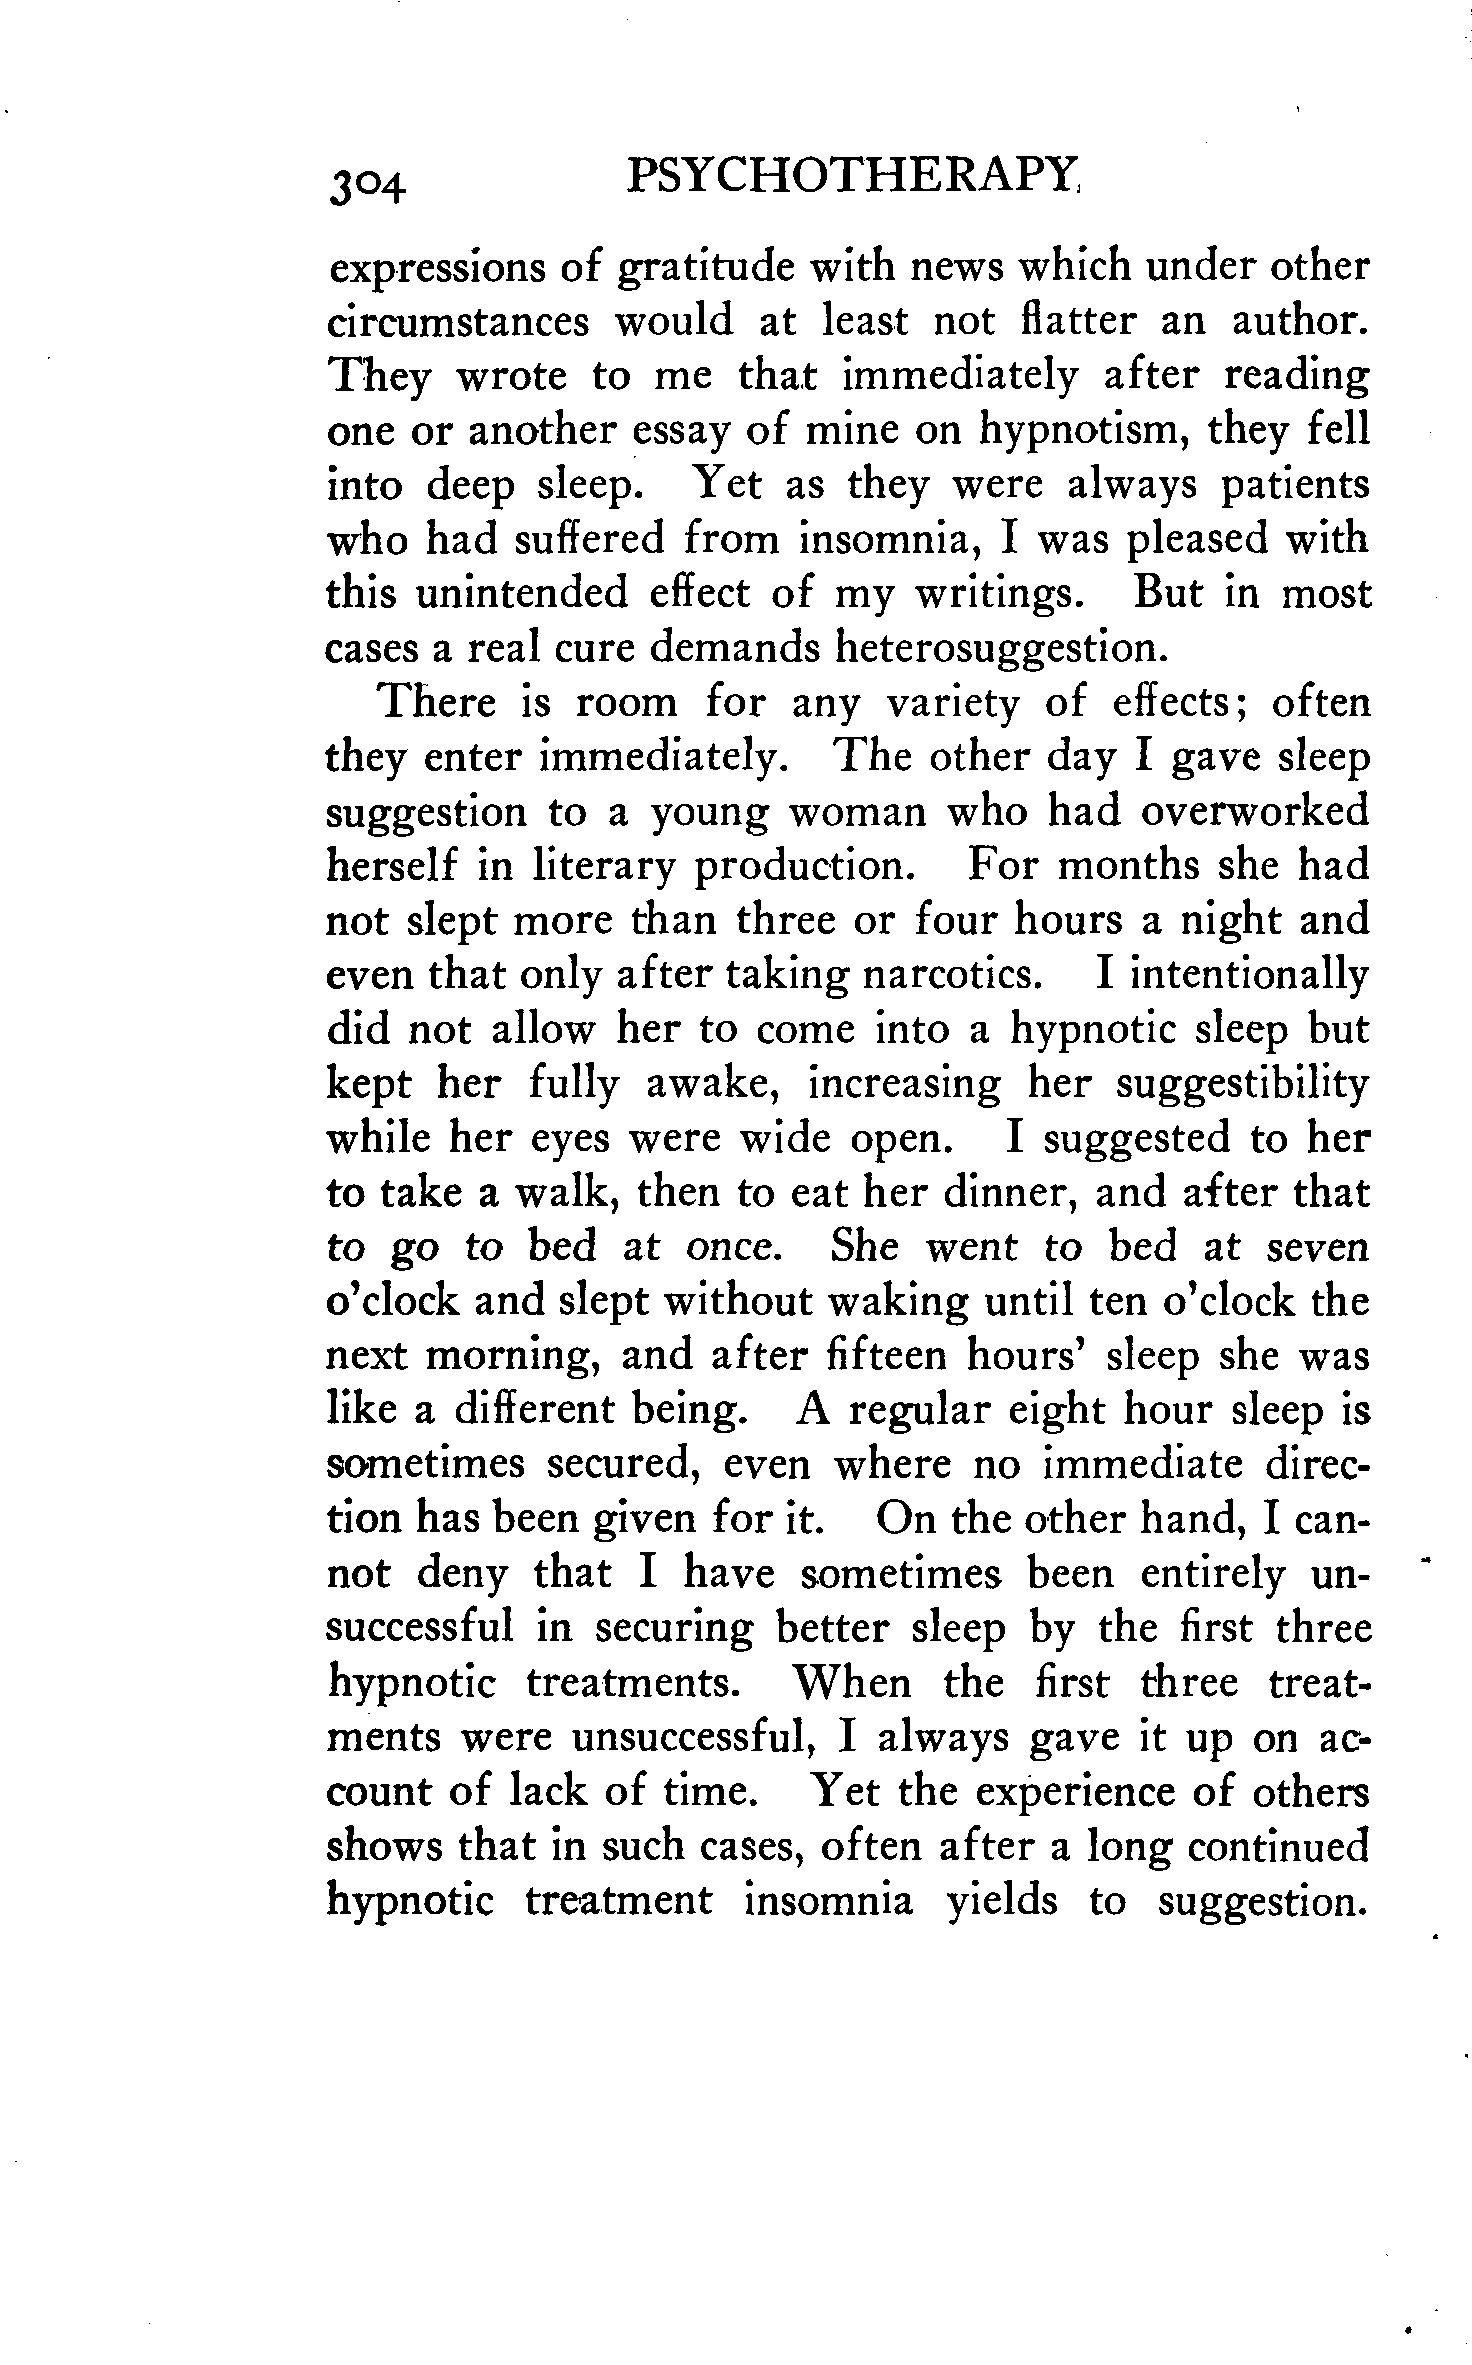 304 PSYCHOTHERAPY
expressions of gratitude with news which under other
circumstances would at least not flatter an author.
They wrote to me that immediately after reading
one or another essay of mine on hypnotism, they fell
into deep sleep. Yet as they were always patients
who had suffered from insomnia, I was pleased with
this unintended effect of my writings. But in most
cases a real cure demands heterosuggestion.
There is room for any variety of effects; often
they enter immediately. The other day I gave sleep
suggestion to a young woman who had overworked
herself in literary production. For months she had
not slept more than three or four hours a night and
even that only after taking narcotics. I intentionally
did not allow her to come into a hypnotic sleep but
kept her fully awake, increasing her suggestibility
while her eyes were wide open. I suggested to her
to take a walk, then to eat her dinner, and after that
to go to bed at once. She went to bed at seven
o'clock and slept without waking until ten o'clock the
next morning, and after fifteen hours' sleep she was
like a different being. A regular eight hour sleep is
sometimes secured, even where no immediate direc-
tion has been given for it. On the other hand, I can-
not deny that I have sometimes been entirely un-
successful in securing better sleep by the first three
hypnotic treatments. When the first three treat-
ments were unsuccessful, I always gave it up on ac-
count of lack of time. Yet the experience of others
shows that in such cases, often after a long continued
hypnotic treatment insomnia yields to suggestion.